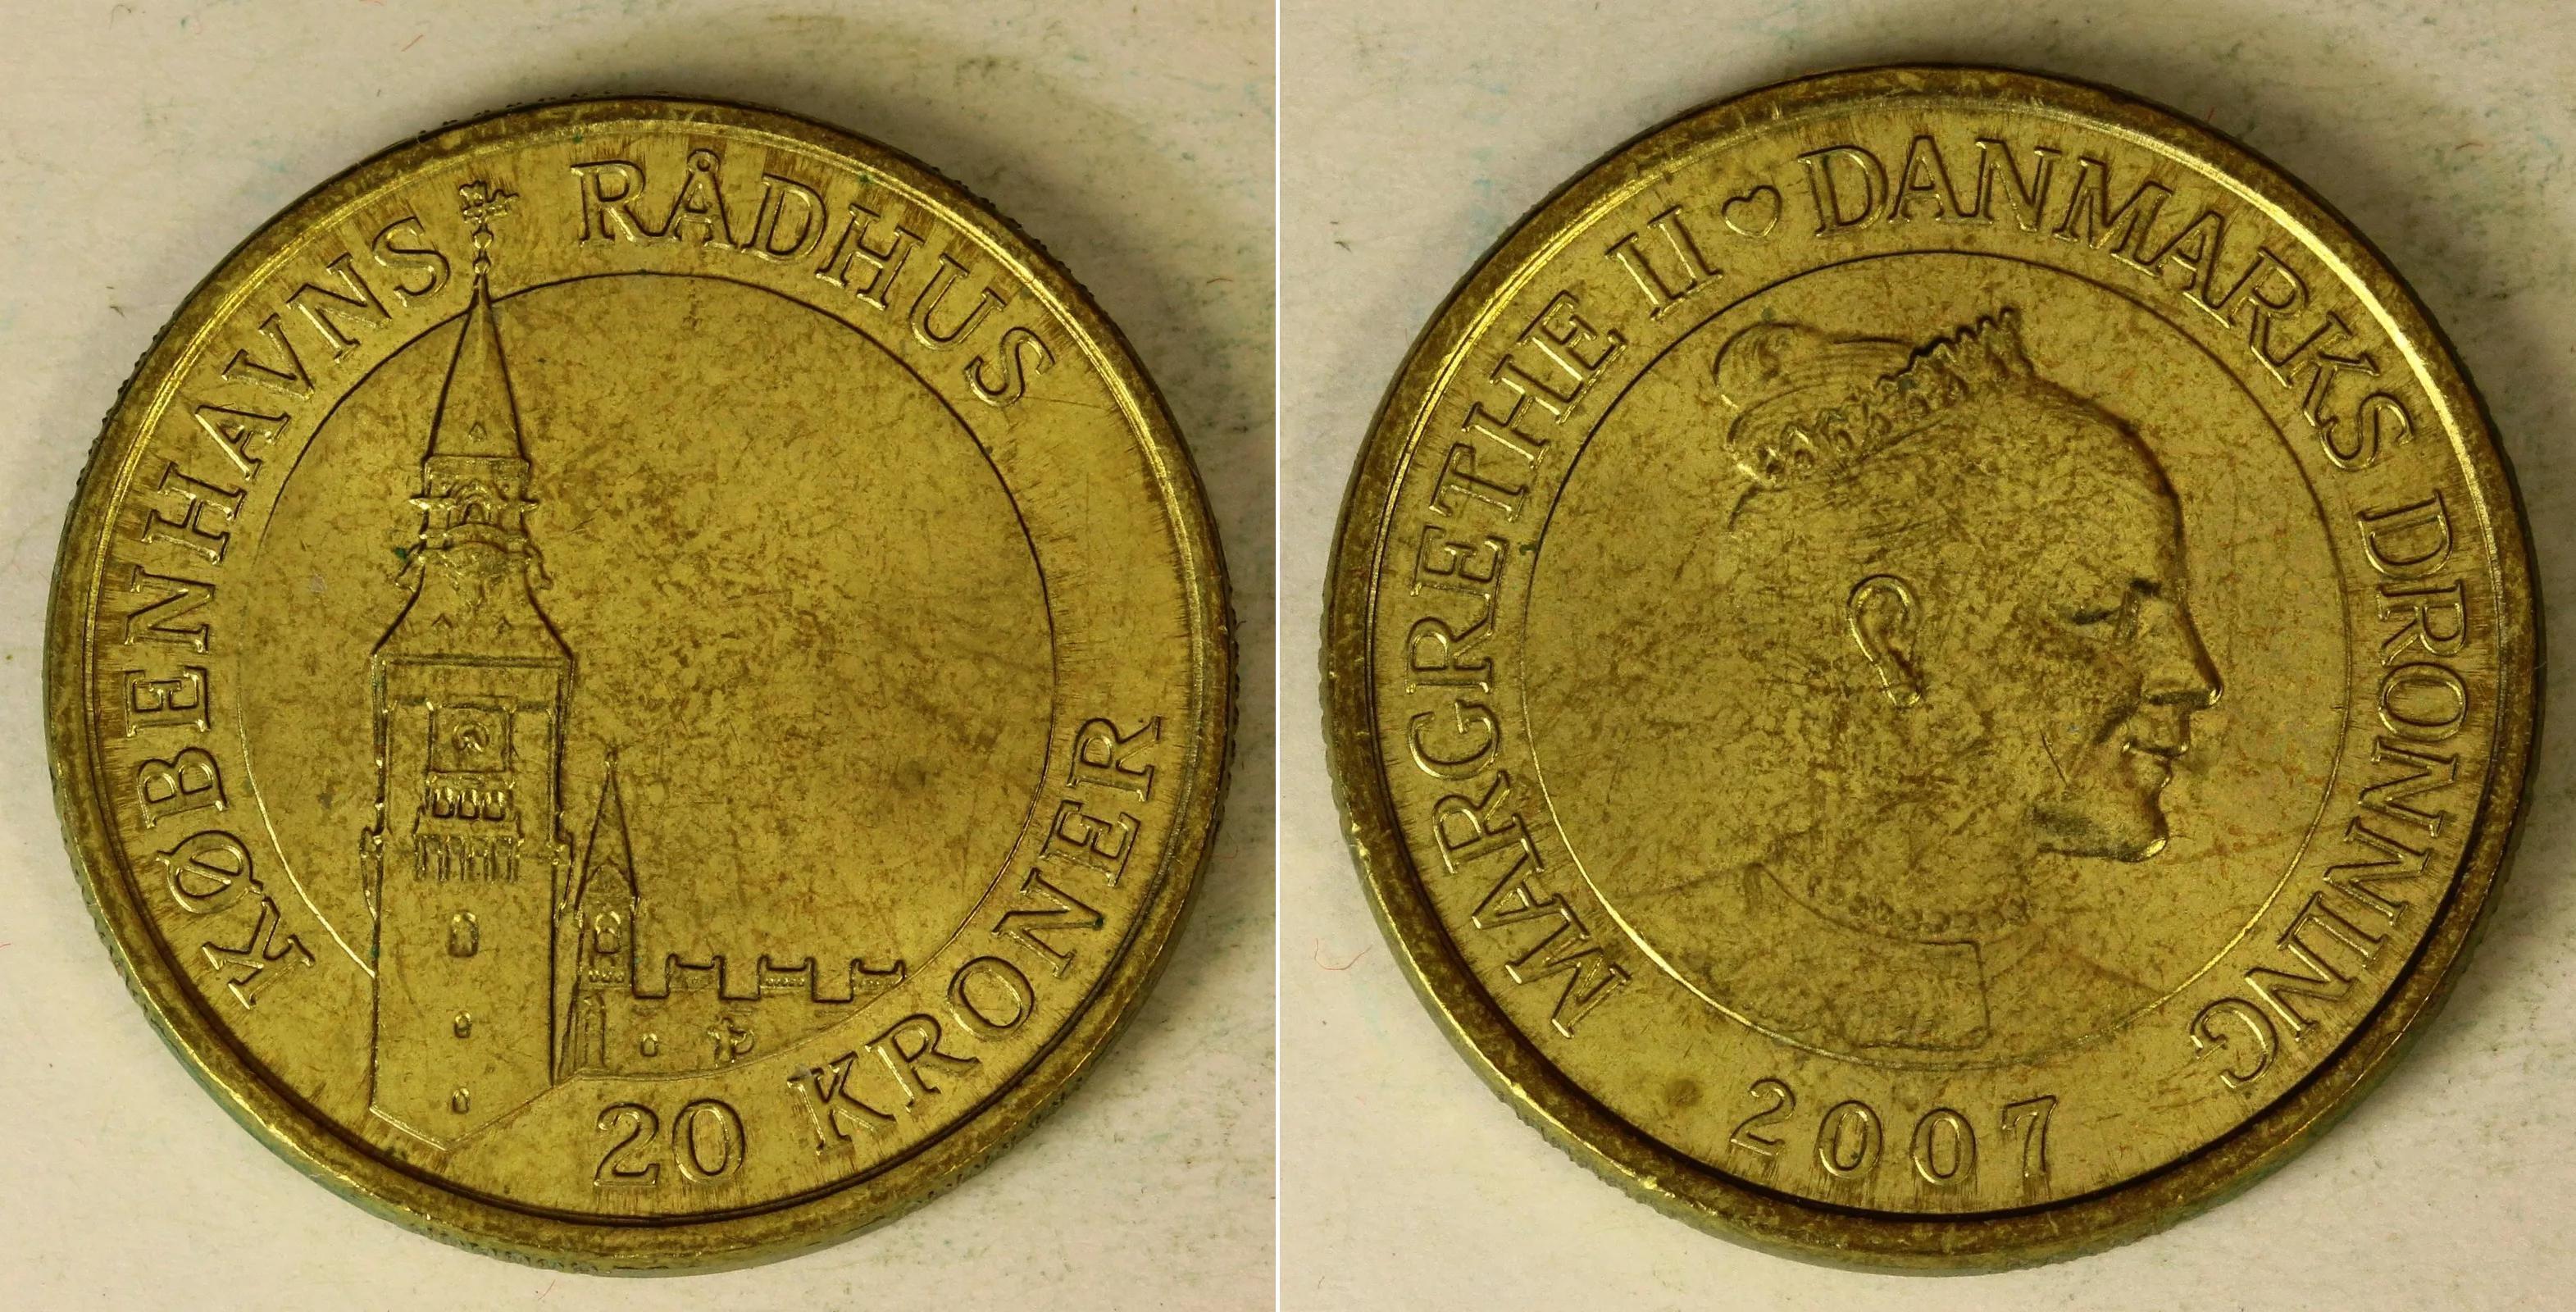 KØBENHAVNS RÅDHUS
20 KRONER
MARGRETHE II ♡ DANMARKS DRONNING
2007